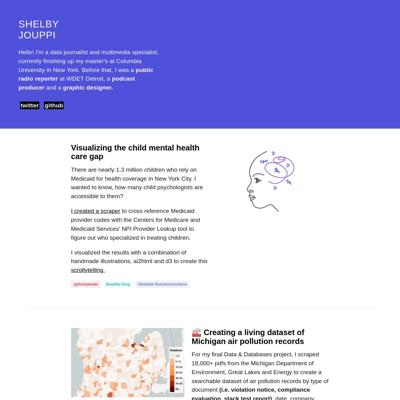 SHELBY
JOUPPI
Hello! I'm a data journalist and multimedia specialist,
currently finishing up my master's at Columbia
University in New York. Before that, I was a public
radio reporter at WDET Detroit, a podcast
producer and a graphic designer.
twitter github
Visualizing the child mental health
care gap
There are nearly 1.3 million children who rely on
Medicaid for health coverage in New York City. I
wanted to know, how many child psychologists are
accessible to them?
I created a scraper to cross reference Medicaid
provider codes with the Centers for Medicare and
Medicaid Services' NPI Provider Lookup tool to
figure out who specialized in treating children.
I visualized the results with a combination of
handmade illustrations, ai2html and d3 to create this
scrollytelling.
python/pandas Beautiful Soup d3/Adobe Illustrator/ai2html
Creating a living dataset of
Michigan air pollution records
For my final Data & Databases project, I scraped
18,000+ pdfs from the Michigan Department of
Environment, Great Lakes and Energy to create a
searchable dataset of air pollution records by type of
document (i.e. violation notice, compliance
evaluation, stack test report), date, company,